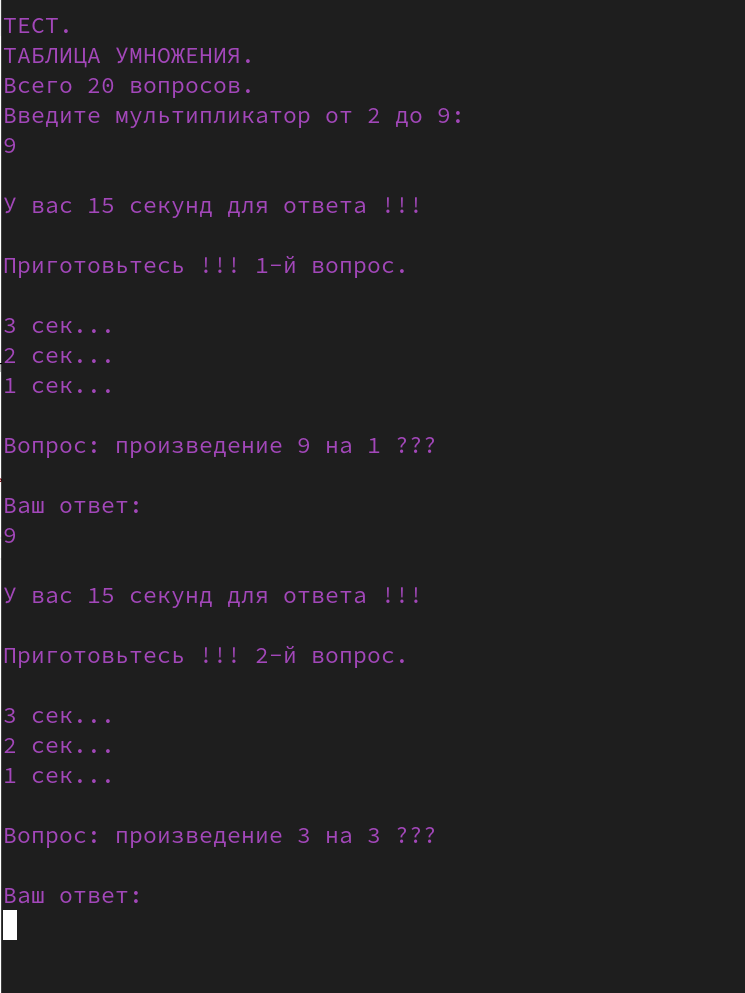 ТЕСТ.
ТАБЛИЦА УМНОЖЕНИЯ.
Всего 20 вопросов.
Введите мультипликатор от 2 до 9:
9
У вас 15 секунд для ответа !!!
Приготовьтесь !!! 1-й вопрос.
3 сек...
2 сек...
1 сек...
Вопрос: произведение 9 на 1 ???
Ваш ответ:
9
У вас 15 секунд для ответа !!!
Приготовьтесь !!! 2-й вопрос.
3 сек...
2 сек...
1 сек...
Вопрос: произведение 3 на 3 ???
Ваш ответ: